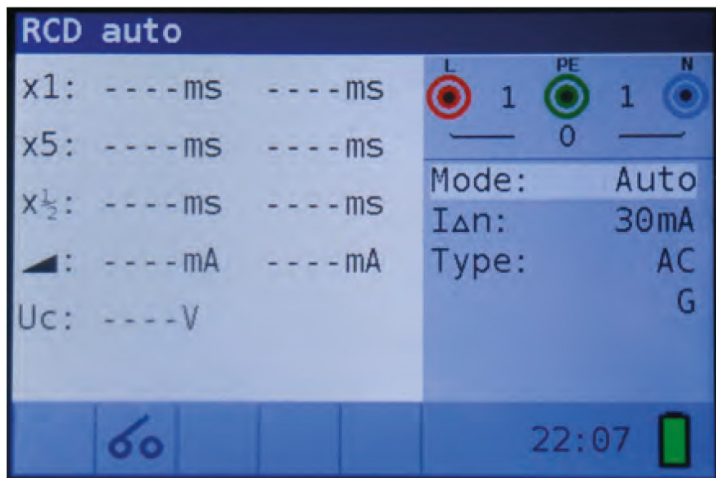 RCD auto
x1: ----ms ----ms
x5: ----ms ----ms
x½: ----ms ----ms
◢: ----mA ----mA
Uc: ----V
L PE N
1 1
0
Mode: Auto
I∆n: 30mA
Type: AC
G
22:07